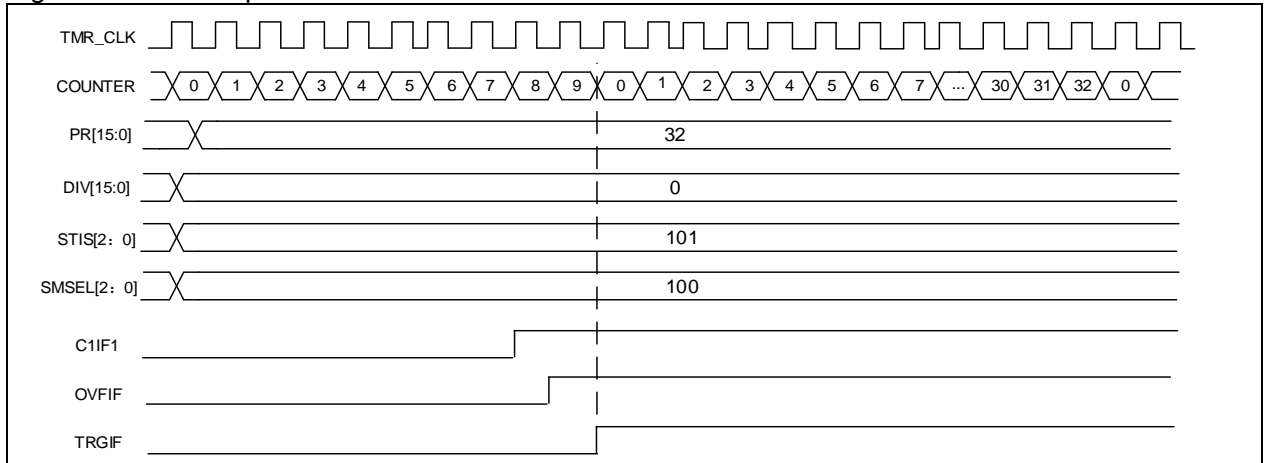 TMR_CLK
COUNTER 0 1 2 3 4 5 6 7 8 9 0 1 2 3 4 5 6 7 ... 30 31 32 0
PR[15:0] 32
DIV[15:0] 0
STIS[2：0] 101
SMSEL[2：0] 100
C1IF1
OVFIF
TRGIF